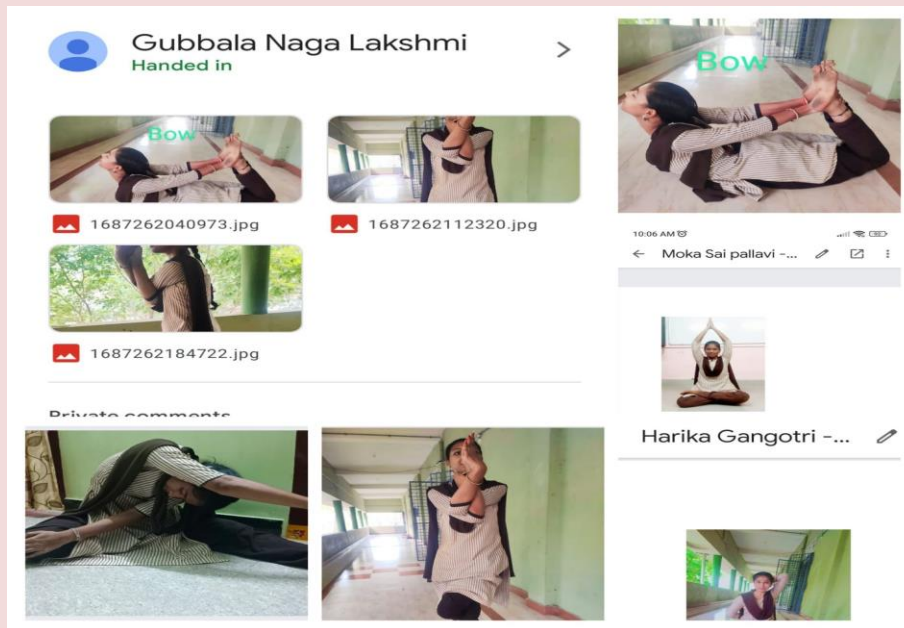 Gubbala Naga Lakshmi
Handed in
Bow
1687262040973.jpg
1687262112320.jpg
1687262184722.jpg
Private comments
Bow
10:06 AM
Moka Sai pallavi -...
Harika Gangotri -...